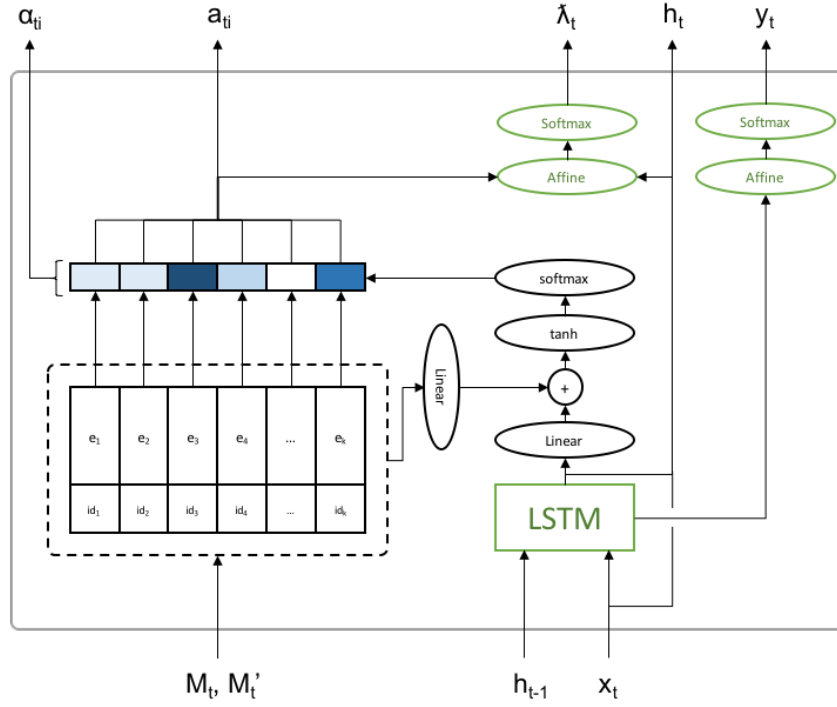 α_ti a_ti ƛ_t h_t y_t
Softmax Softmax
Affine Affine
softmax
tanh
Linear +
e_1 e_2 e_3 e_4 ... e_k
Linear
id_1 id_2 id_3 id_4 ... id_k
LSTM
M_t, M_t’ h_t-1 x_t